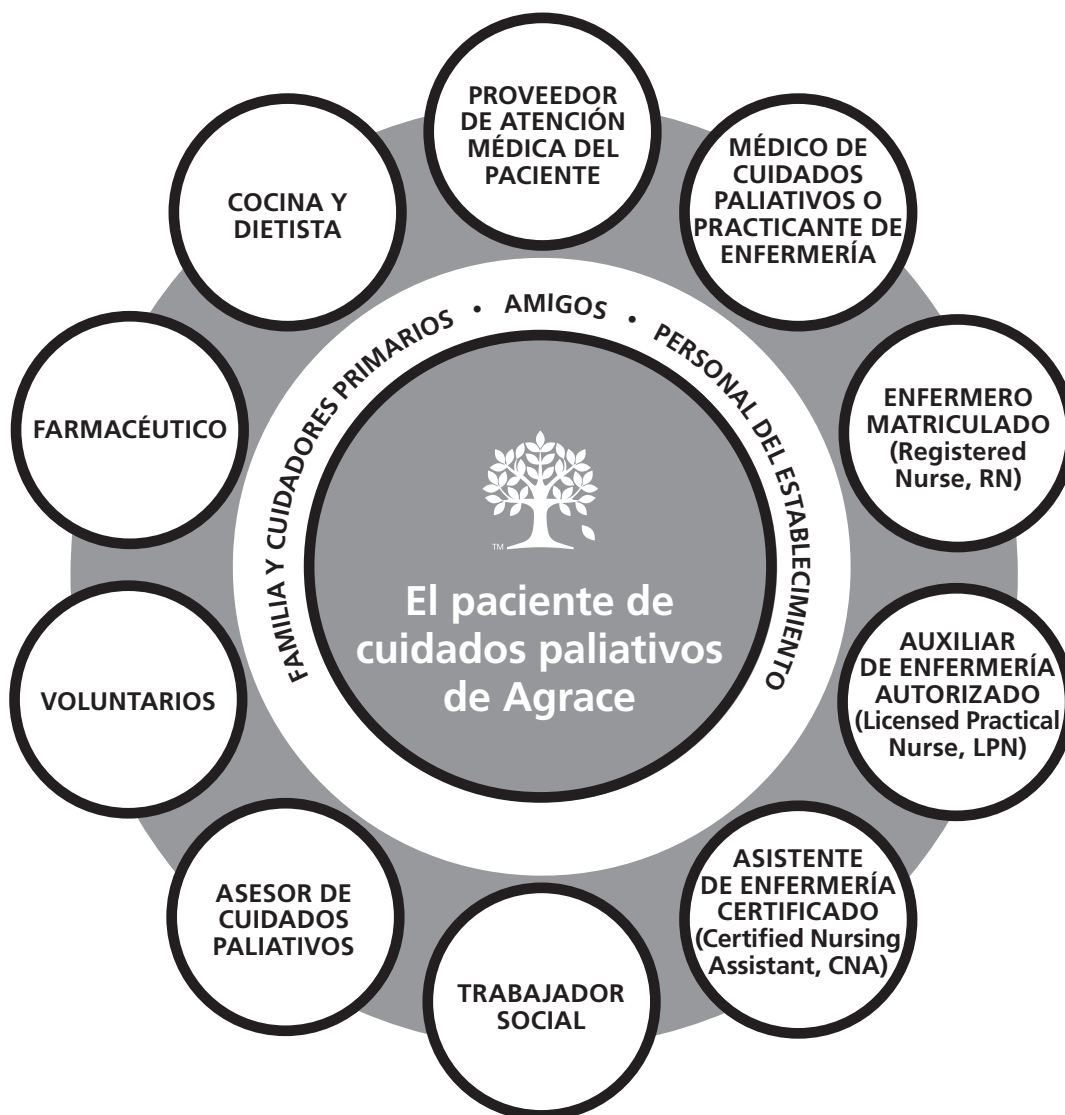 PROVEEDOR
DE ATENCIÓN
MÉDICA DEL
PACIENTE
MÉDICO DE
CUIDADOS
PALIATIVOS O
PRACTICANTE DE
ENFERMERÍA
ENFERMERO
MATRICULADO
(Registered
Nurse, RN)
AUXILIAR
DE ENFERMERÍA
AUTORIZADO
(Licensed Practical
Nurse, LPN)
ASISTENTE
DE ENFERMERÍA
CERTIFICADO
(Certified Nursing
Assistant, CNA)
TRABAJADOR
SOCIAL
ASESOR DE
CUIDADOS
PALIATIVOS
VOLUNTARIOS
FARMACÉUTICO
COCINA Y
DIETISTA
FAMILIA Y CUIDADORES PRIMARIOS • AMIGOS • PERSONAL DEL ESTABLECIMIENTO
TM
El paciente de
cuidados paliativos
de Agrace